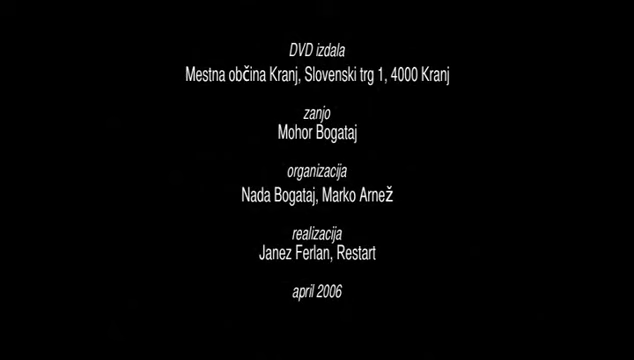 DVD izdala
Mestna občina Kranj, Slovenski trg 1, 4000 Kranj
zanjo
Mohor Bogataj
organizacija
Nada Bogataj, Marko Arnež
realizacija
Janez Ferlan, Restart
april 2006